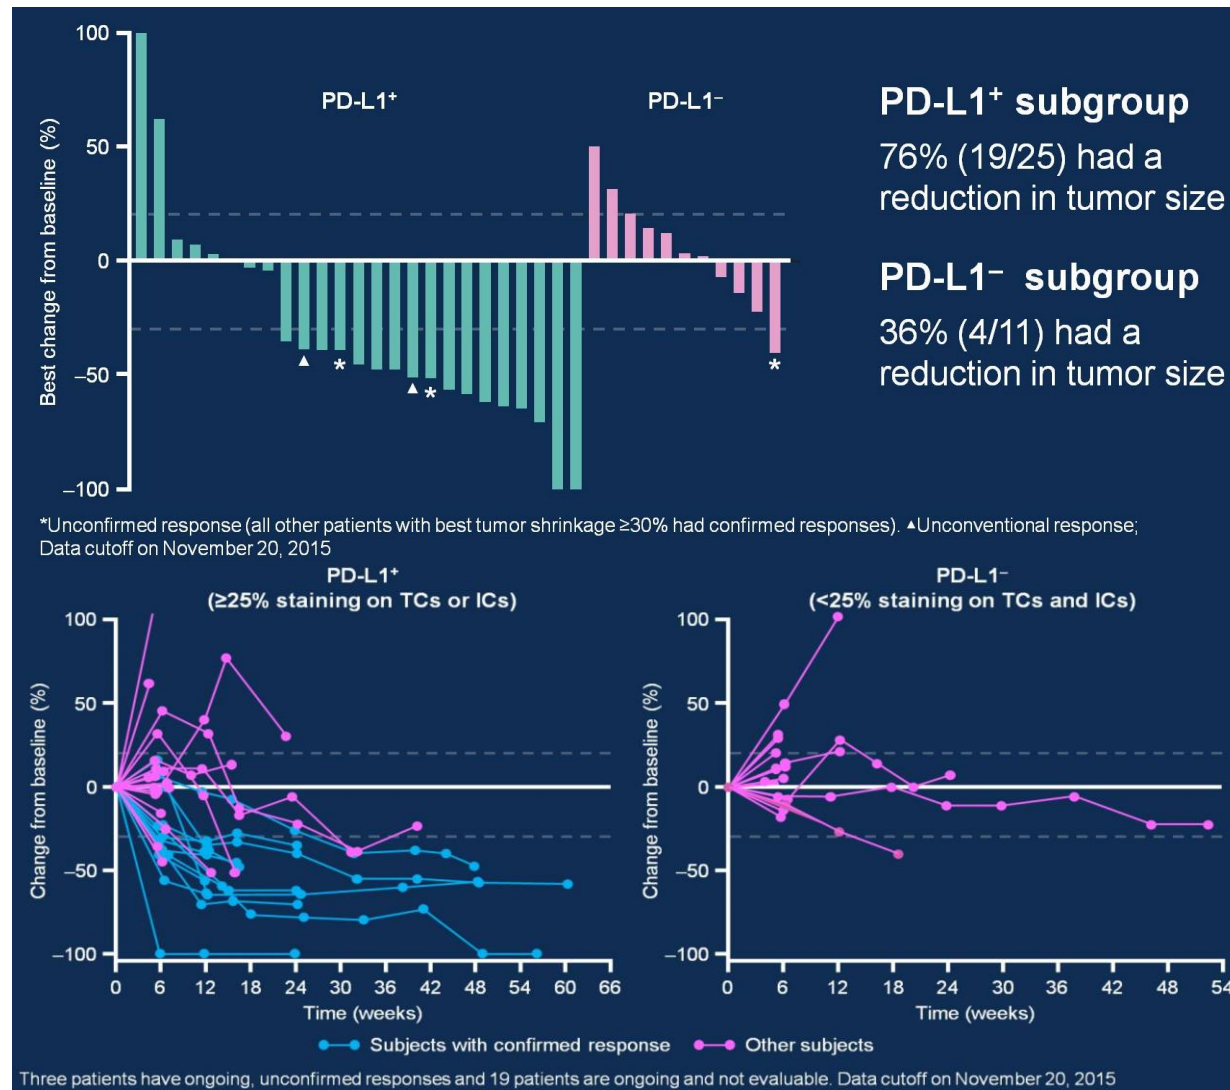 100
50
0
–50
–100
Best change from baseline (%)
PD-L1⁺
PD-L1⁻
*
*
*
PD-L1⁺ subgroup
76% (19/25) had a
reduction in tumor size
PD-L1⁻ subgroup
36% (4/11) had a
reduction in tumor size
*Unconfirmed response (all other patients with best tumor shrinkage ≥30% had confirmed responses). ▲Unconventional response;
Data cutoff on November 20, 2015
PD-L1⁺
(≥25% staining on TCs or ICs)
100
50
0
–50
–100
Change from baseline (%)
0 6 12 18 24 30 36 42 48 54 60 66
Time (weeks)
PD-L1⁻
(<25% staining on TCs and ICs)
100
50
0
–50
–100
Change from baseline (%)
0 6 12 18 24 30 36 42 48 54
Time (weeks)
Subjects with confirmed response
Other subjects
Three patients have ongoing, unconfirmed responses and 19 patients are ongoing and not evaluable. Data cutoff on November 20, 2015